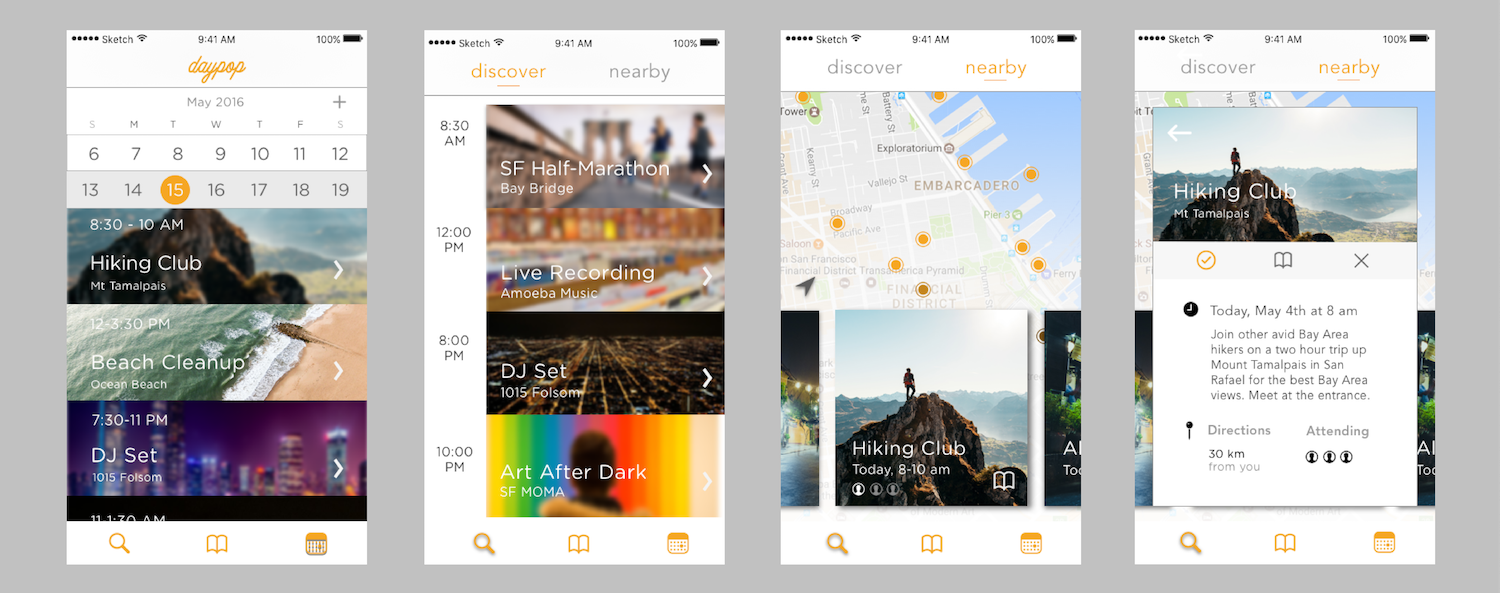 Sketch 9:41 AM 100%
daypop
May 2016 +
S M T W T F S
6 7 8 9 10 11 12
13 14 15 16 17 18 19
8:30 - 10 AM
Hiking Club
Mt Tamalpais
12-3:30 PM
Beach Cleanup
Ocean Beach
7:30-11 PM
DJ Set
1015 Folsom
11-1:30 AM
Sketch 9:41 AM 100%
discover nearby
8:30
AM
SF Half-Marathon
Bay Bridge
12:00
PM
Live Recording
Amoeba Music
8:00
PM
DJ Set
1015 Folsom
10:00
PM
Art After Dark
SF MOMA
Sketch 9:41 AM 100%
discover nearby
Tower
Battery St
Kearny St
Exploratorium
Vallejo St
EMBARCADERO
Broadway
Pier 3
Pacific Ave
Saloon
San Francisco
Financial District Transamerica Pyramid
Ferry
FINANCIAL
DISTRICT
Hiking Club
Today, 8-10 am
Sketch 9:41 AM 100%
discover nearby
Hiking Club
Mt Tamalpais
Today, May 4th at 8 am
Join other avid Bay Area
hikers on a two hour trip up
Mount Tamalpais in San
Rafael for the best Bay Area
views. Meet at the entrance.
Directions Attending
30 km
from you